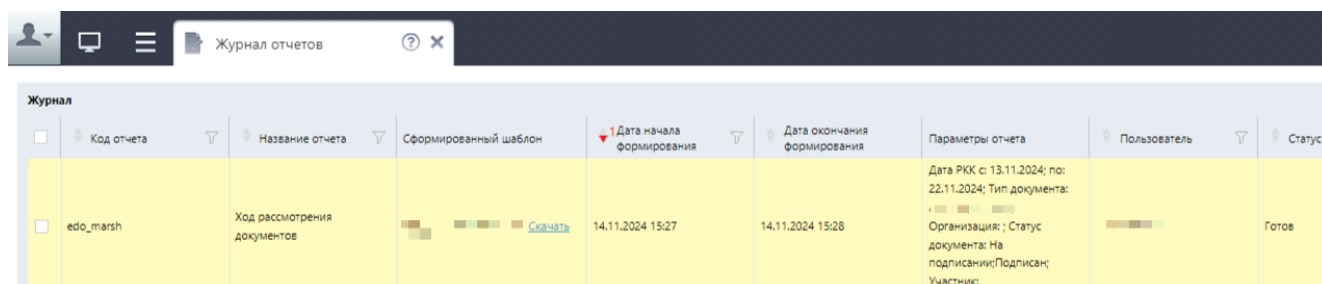 Журнал отчетов
Журнал
Код отчета
Название отчета
Сформированный шаблон
1 Дата начала
формирования
Дата окончания
формирования
Параметры отчета
Пользователь
Статус
edo_marsh
Ход рассмотрения
документов
Скачать
14.11.2024 15:27
14.11.2024 15:28
Дата РКК с: 13.11.2024; по:
22.11.2024; Тип документа:
Организация: ; Статус
документа: На
подписании;Подписан;
Участник:
Готов